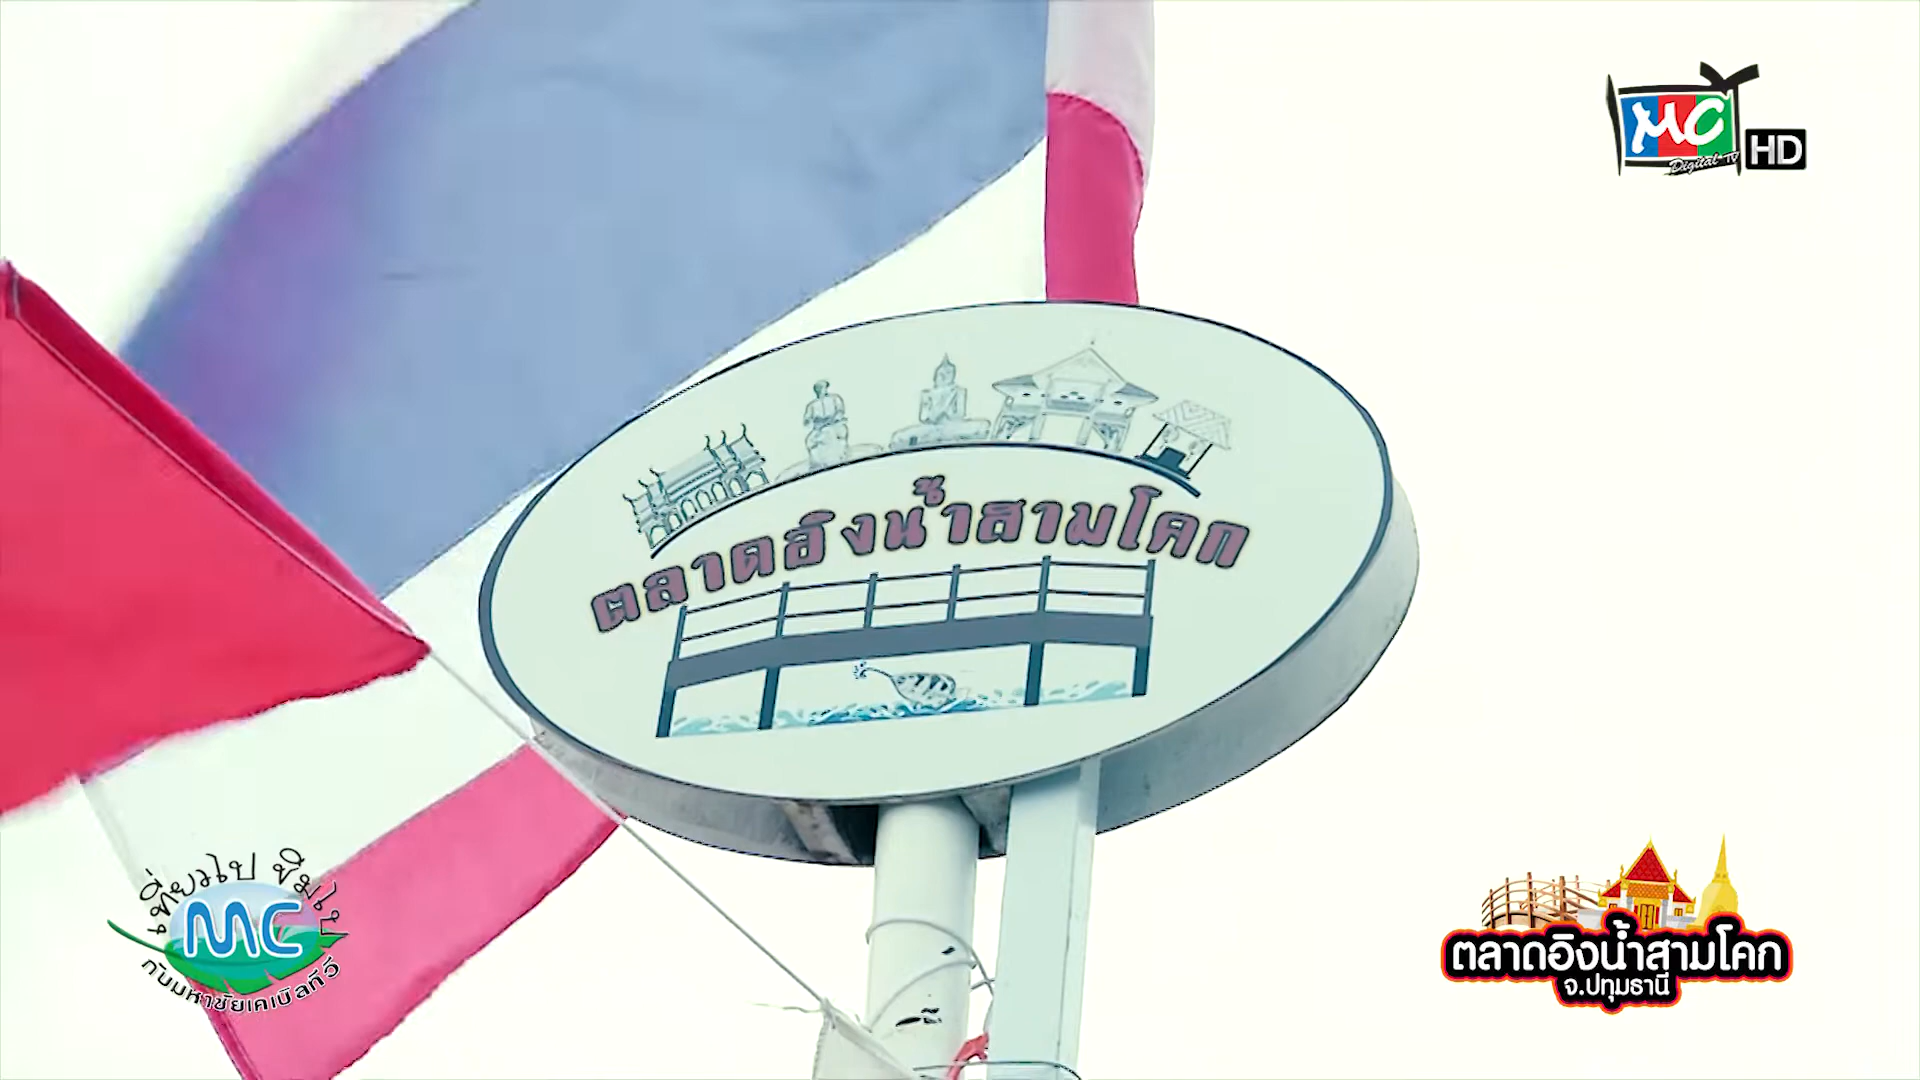 MC
Digital TV
HD
ตลาดอิงน้ำสามโคก
เที่ยวไป ชิมไป
MC
กับมหาชัยเคเบิลทีวี
ตลาดอิงน้ำสามโคก
จ.ปทุมธานี